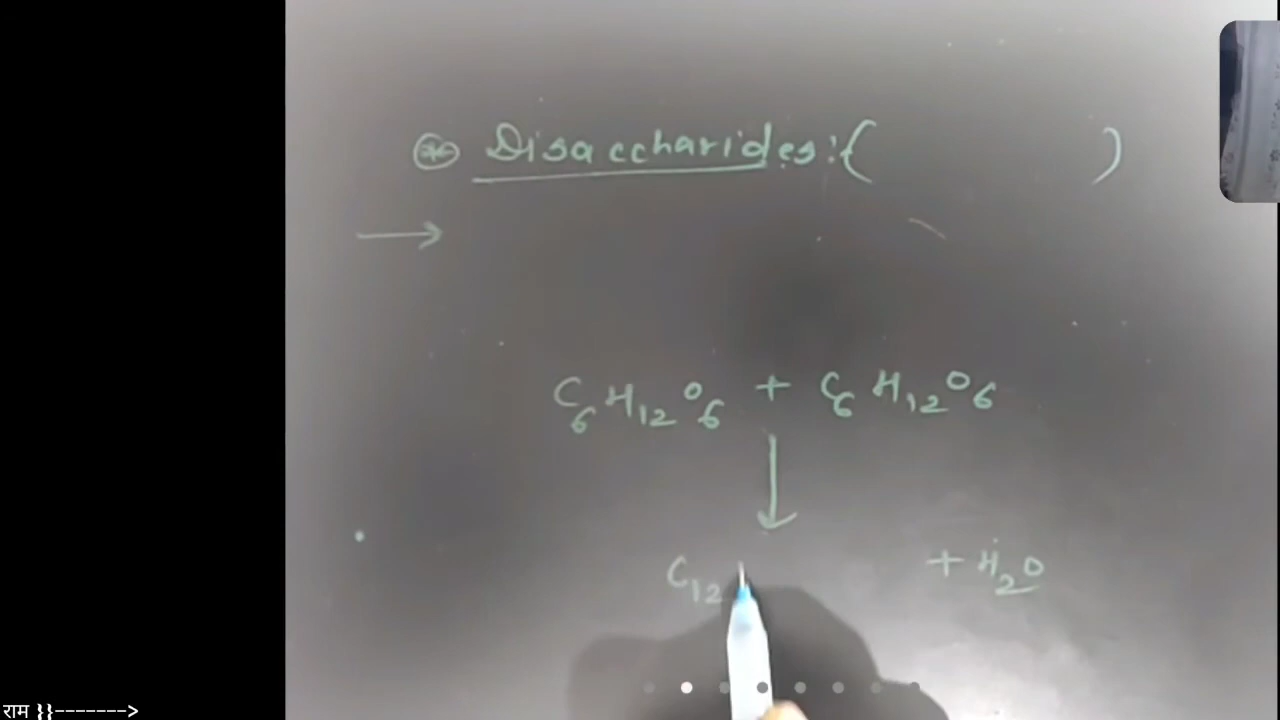 ⊛ Disaccharides :- ( )
→
C₆H₁₂O₆ + C₆H₁₂O₆
↓
C₁₂ + H₂O
राम }}------->